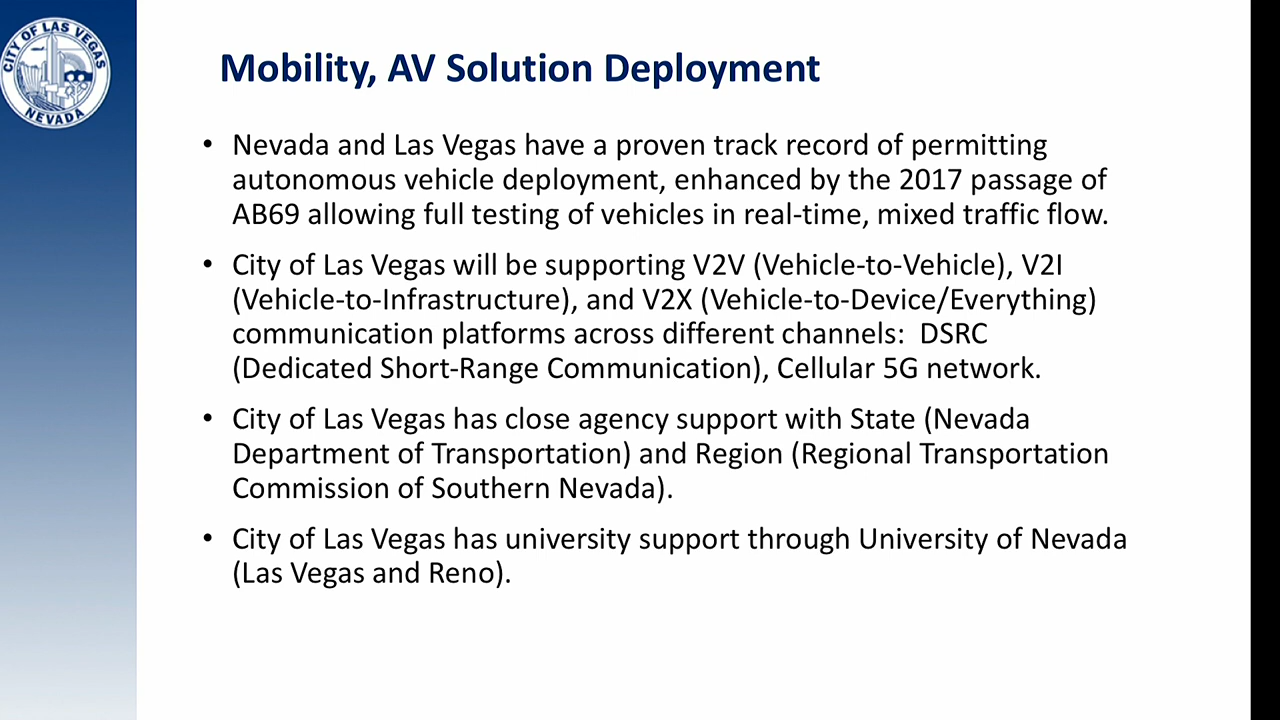 CITY OF LAS VEGAS
NEVADA
Mobility, AV Solution Deployment
• Nevada and Las Vegas have a proven track record of permitting
autonomous vehicle deployment, enhanced by the 2017 passage of
AB69 allowing full testing of vehicles in real-time, mixed traffic flow.
• City of Las Vegas will be supporting V2V (Vehicle-to-Vehicle), V2I
(Vehicle-to-Infrastructure), and V2X (Vehicle-to-Device/Everything)
communication platforms across different channels:  DSRC
(Dedicated Short-Range Communication), Cellular 5G network.
• City of Las Vegas has close agency support with State (Nevada
Department of Transportation) and Region (Regional Transportation
Commission of Southern Nevada).
• City of Las Vegas has university support through University of Nevada
(Las Vegas and Reno).